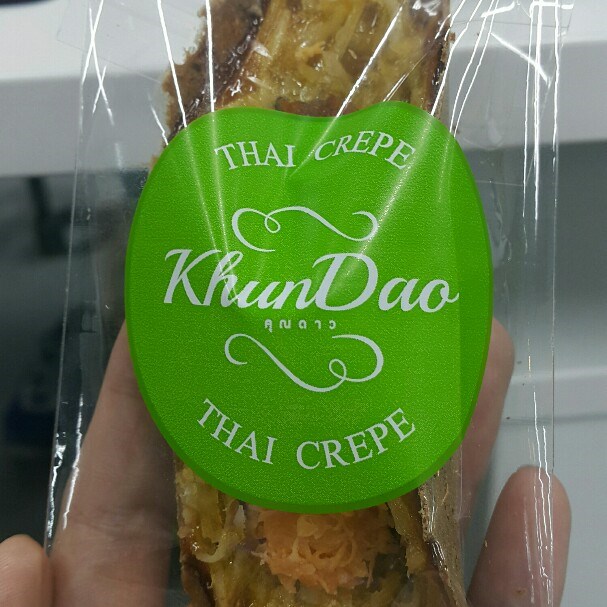 THAI CREPE
KhunDao
คุณดาว
THAI CREPE